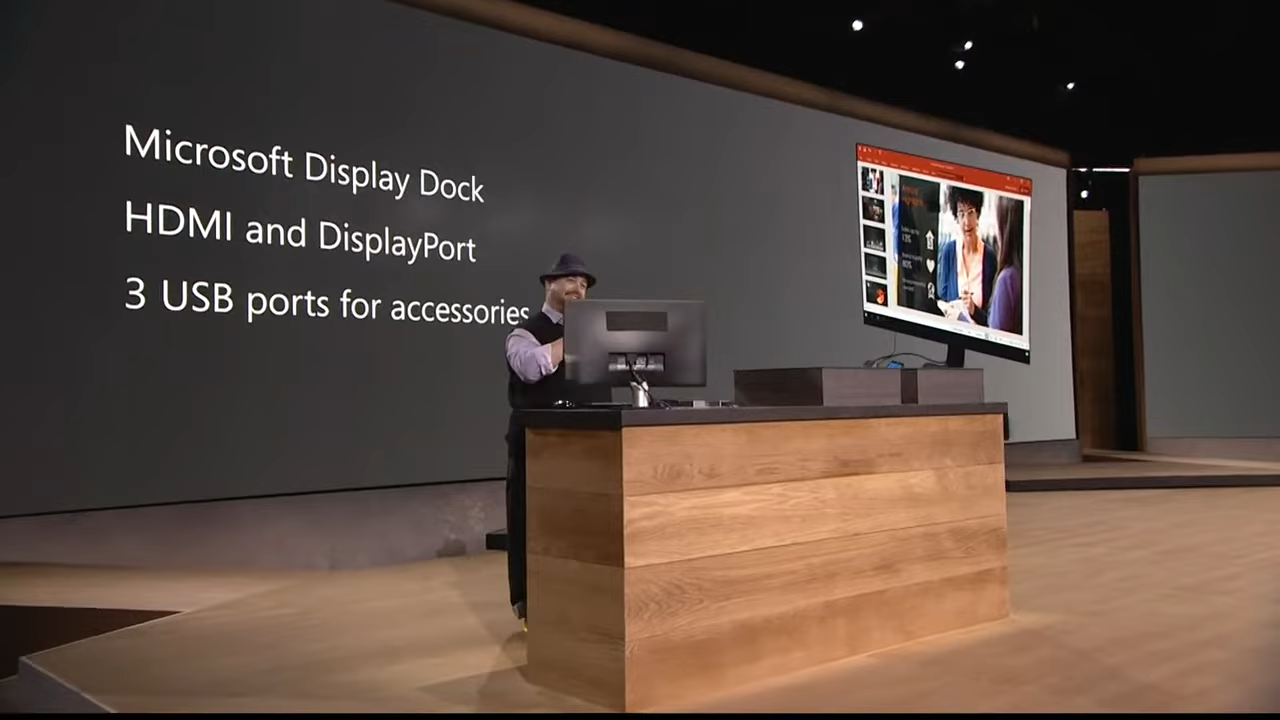 Microsoft Display Dock
HDMI and DisplayPort
3 USB ports for accessories